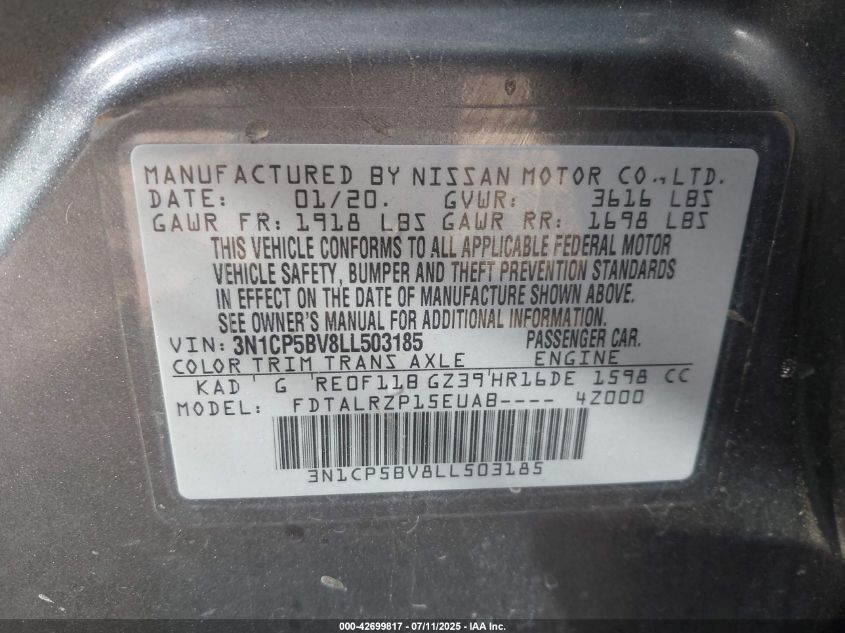 MANUFACTURED BY NISSAN MOTOR CO.,LTD.
DATE: 01/20. GVWR: 3616 LBS
GAWR FR: 1918 LBS GAWR RR: 1698 LBS
THIS VEHICLE CONFORMS TO ALL APPLICABLE FEDERAL MOTOR
VEHICLE SAFETY, BUMPER AND THEFT PREVENTION STANDARDS
IN EFFECT ON THE DATE OF MANUFACTURE SHOWN ABOVE.
SEE OWNER'S MANUAL FOR ADDITIONAL INFORMATION.
VIN: 3N1CP5BV8LL503185 PASSENGER CAR.
COLOR TRIM TRANS AXLE ENGINE
KAD G RE0F11B GZ39 HR16DE 1598 CC
MODEL: FDTALRZP15EUAB---- 4Z000
3N1CP5BV8LL503185
000-42699817 - 07/11/2025 - IAA Inc.